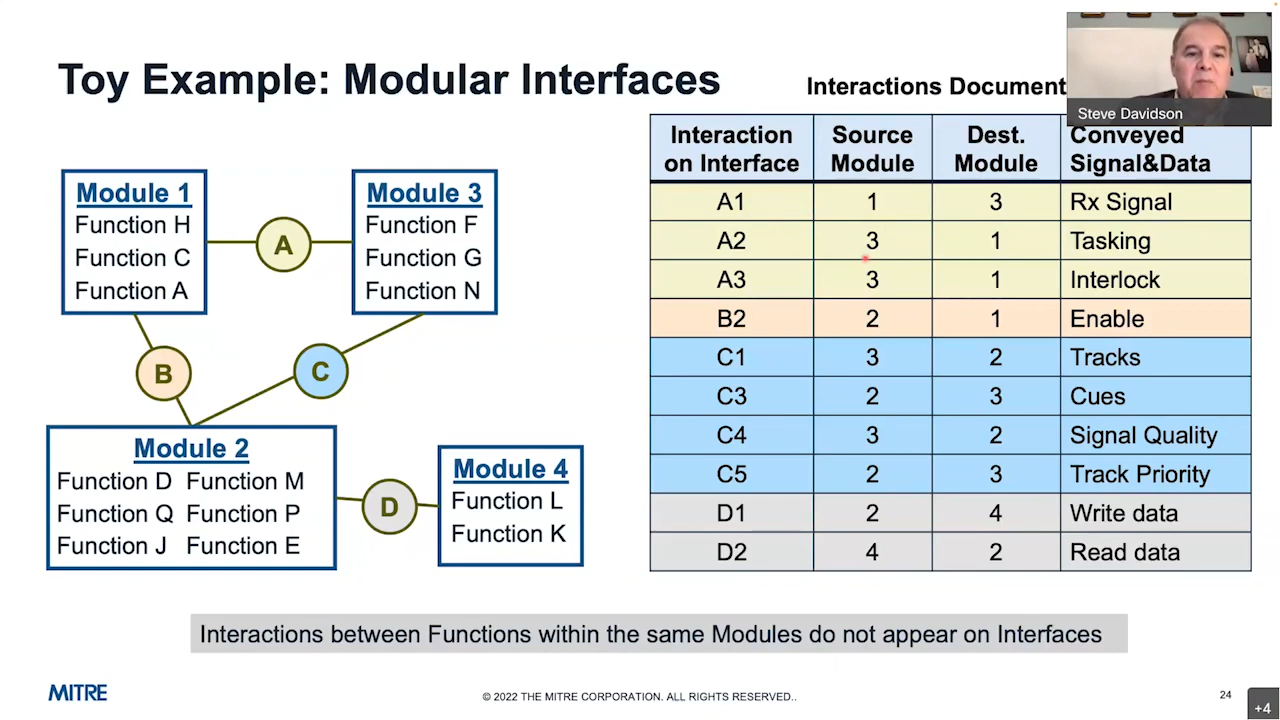 Toy Example: Modular Interfaces
Interactions Document
Steve Davidson
Module 1
Function H
Function C
Function A
A
Module 3
Function F
Function G
Function N
B
C
Module 2
Function D Function M
Function Q Function P
Function J Function E
D
Module 4
Function L
Function K
Interaction on Interface Source Module Dest. Module Conveyed Signal&Data
A1 1 3 Rx Signal
A2 3 1 Tasking
A3 3 1 Interlock
B2 2 1 Enable
C1 3 2 Tracks
C3 2 3 Cues
C4 3 2 Signal Quality
C5 2 3 Track Priority
D1 2 4 Write data
D2 4 2 Read data
Interactions between Functions within the same Modules do not appear on Interfaces
MITRE
© 2022 THE MITRE CORPORATION. ALL RIGHTS RESERVED..
24
+4